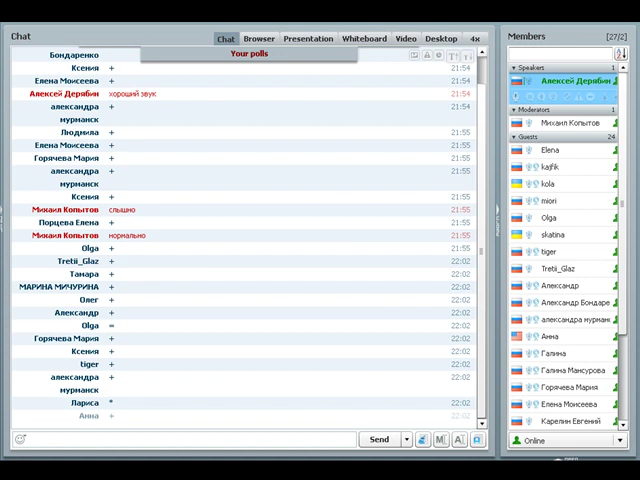 Chat
Chat Browser Presentation Whiteboard Video Desktop 4x
Your polls
Бондаренко
Ксения + 21:54
Елена Моисеева + 21:54
Алексей Дерябин хороший звук 21:54
александра + 21:54
мурманск
Людмила + 21:55
Елена Моисеева + 21:55
Горячева Мария + 21:55
александра + 21:55
мурманск
Ксения + 21:55
Михаил Копытов слышно 21:55
Порцева Елена + 21:55
Михаил Копытов нормально 21:55
Olga + 21:55
Tretii_Glaz + 22:02
Тамара + 22:02
МАРИНА МИЧУРИНА + 22:02
Олег + 22:02
Александр + 22:02
Olga = 22:02
Горячева Мария + 22:02
Ксения + 22:02
tiger + 22:02
александра + 22:02
мурманск
Лариса * 22:02
Анна + 22:02
Send
Members [27/2]
Speakers 1
Алексей Дерябин
Moderators 1
Михаил Копытов
Guests 24
Elena
kajfik
kola
miori
Olga
skatina
tiger
Tretii_Glaz
Александр
Александр Бондаре
александра мурман
Анна
Галина
Галина Мансурова
Горячева Мария
Елена Моисеева
Карелин Евгений
Online